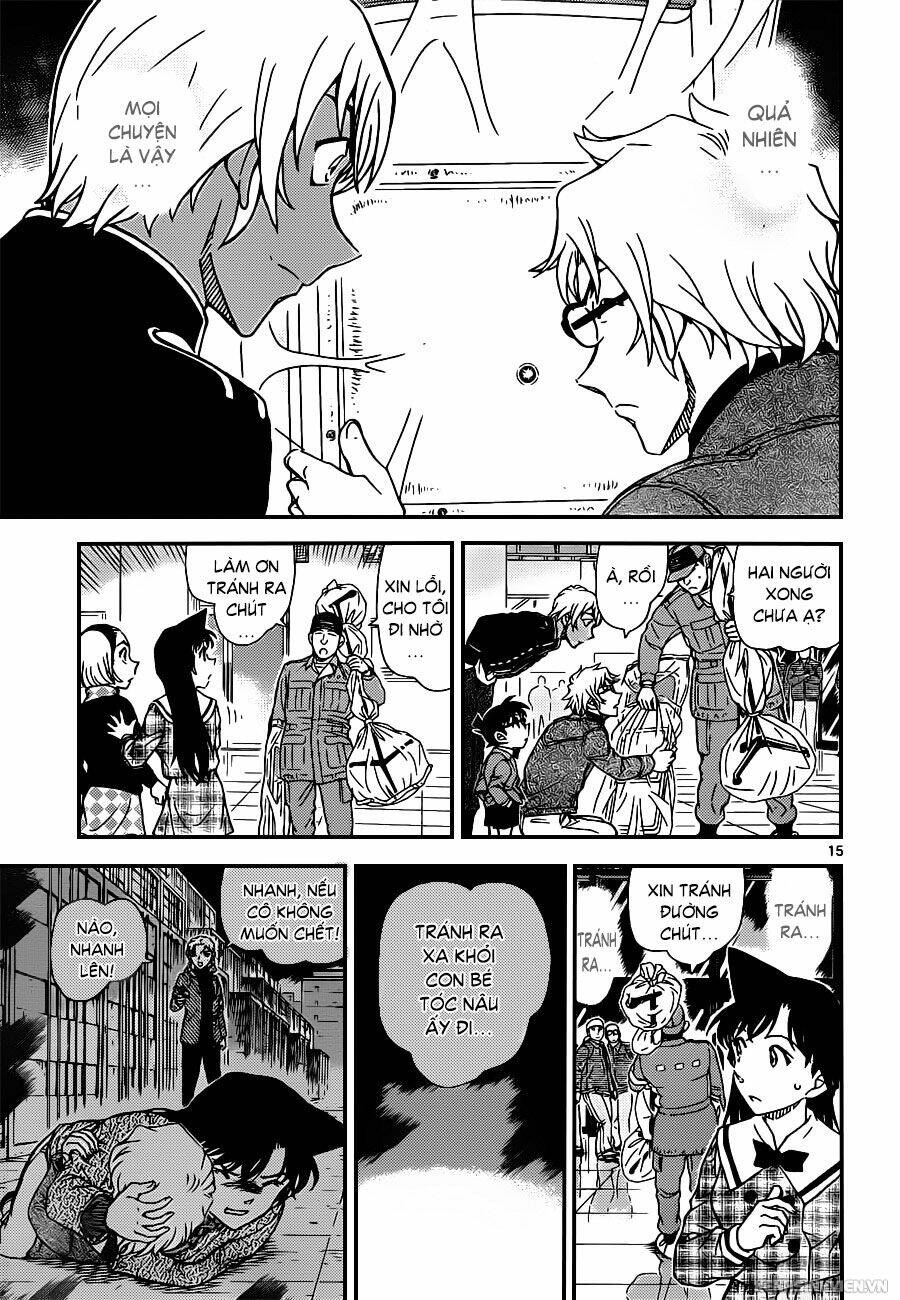 QUẢ
NHIÊN
...
MỌI
CHUYỆN
LÀ VẬY
...
HAI NGƯỜI
XONG
CHƯA Ạ?
À, RỒI
...
XIN LỖI,
CHO TÔI
ĐI NHỜ
LÀM ƠN
TRÁNH RA
CHÚT
...
15
TRÁNH
RA...
XIN TRÁNH
ĐƯỜNG
CHÚT...
TRÁNH
RA...
TRÁNH RA
XA KHỎI
CON BÉ
TÓC NÂU
ẤY ĐI...
NHANH, NẾU
CÔ KHÔNG
MUỐN CHẾT!
NÀO,
NHANH
LÊN!